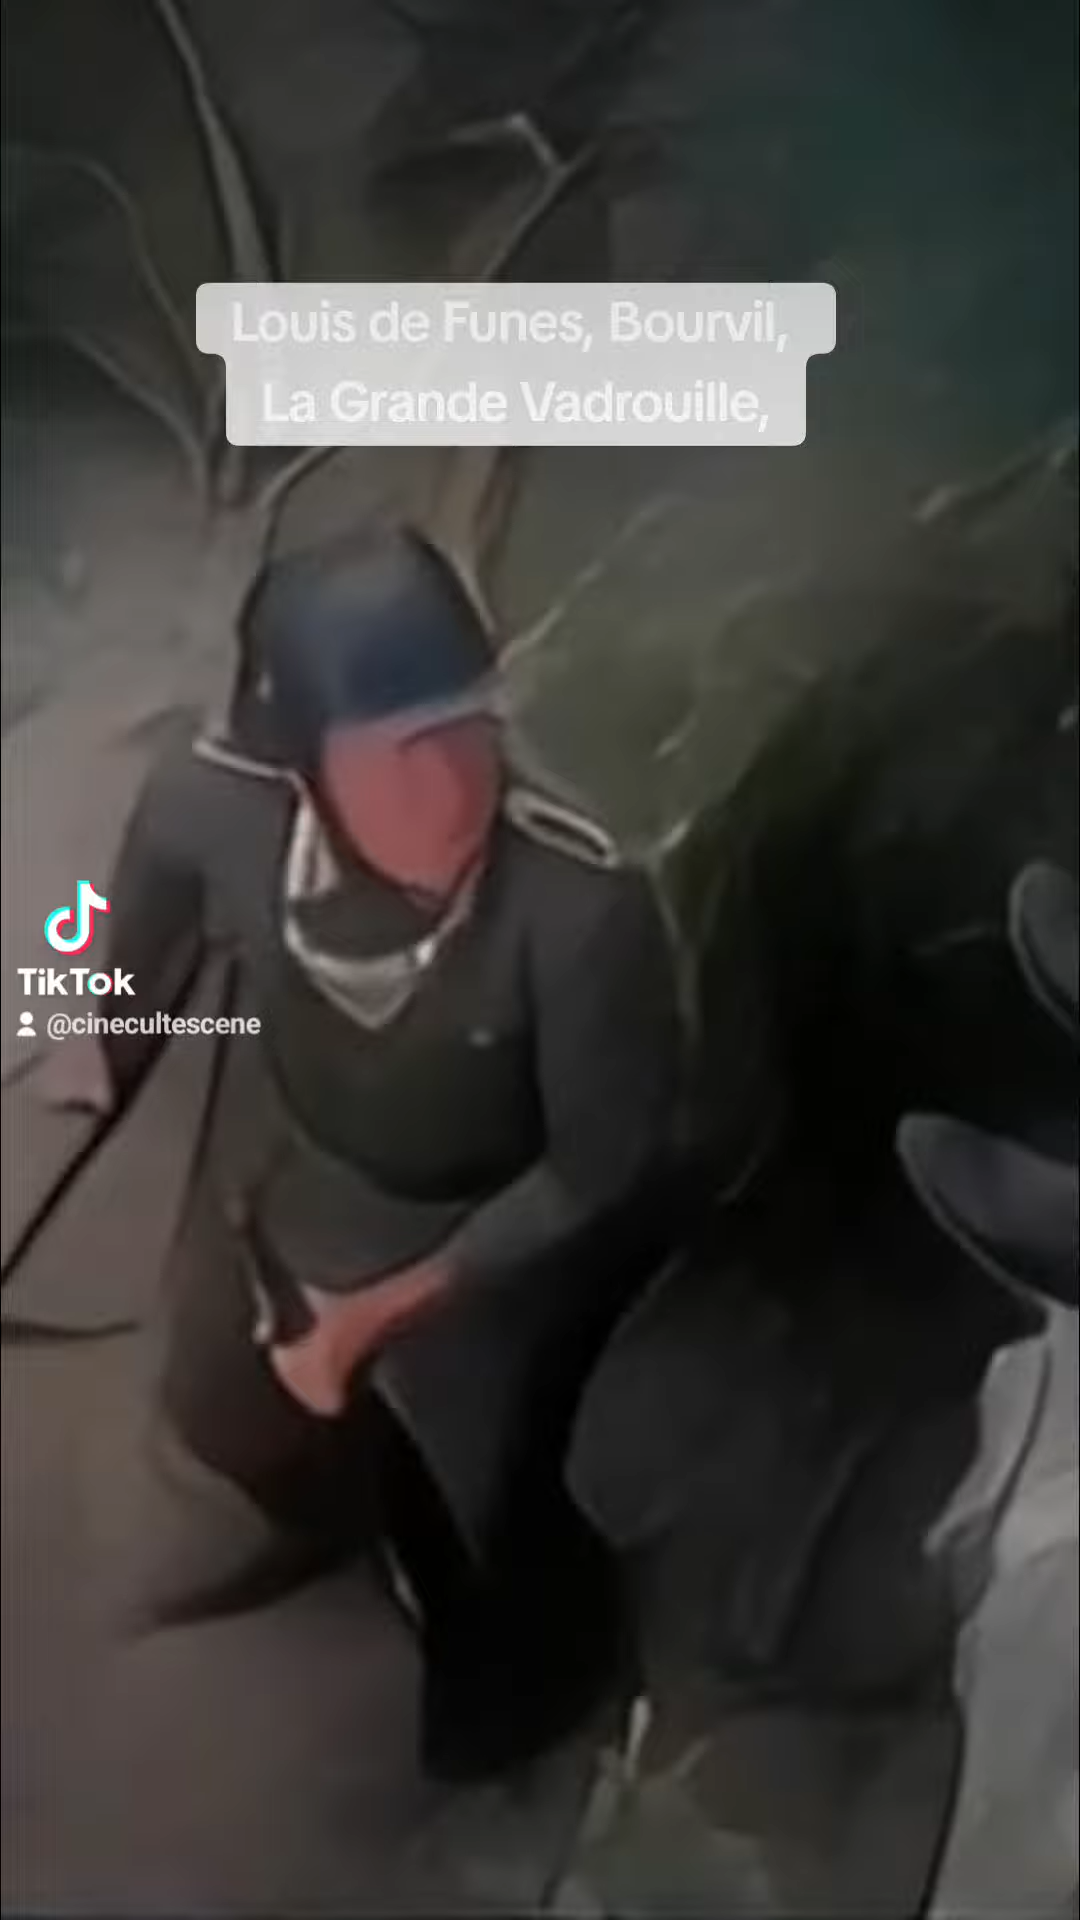 Louis de Funes, Bourvil,
La Grande Vadrouille,
TikTok
@cinecultescene